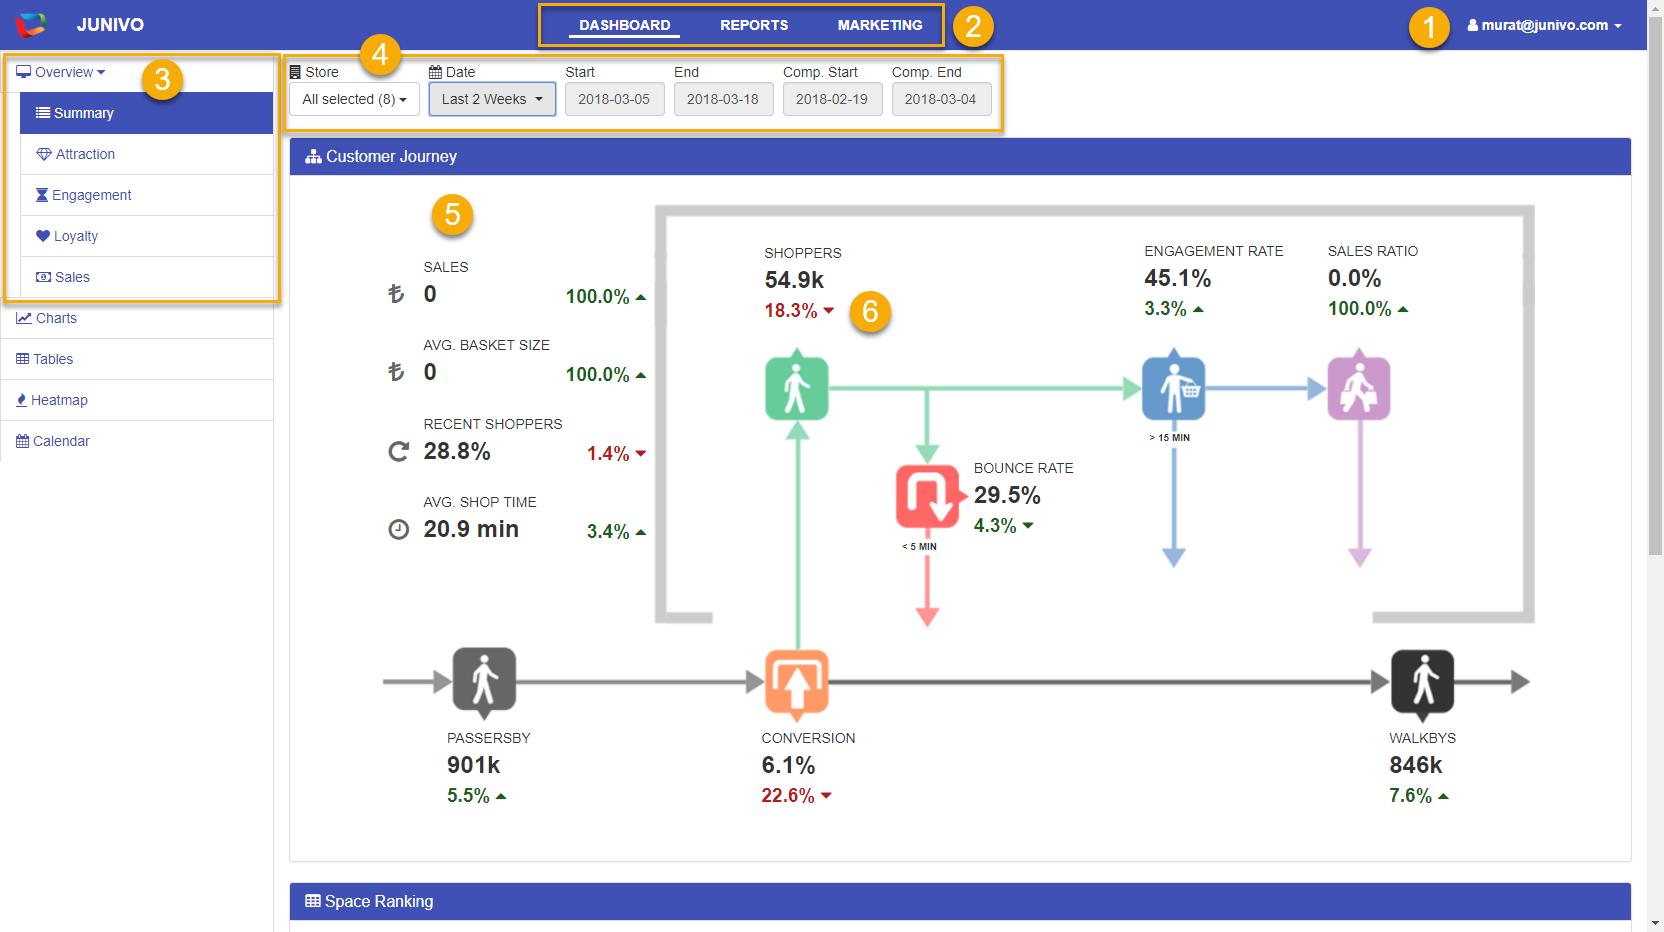 JUNIVO
DASHBOARD REPORTS MARKETING
2
1
murat@junivo.com
Overview
3
Summary
Attraction
Engagement
Loyalty
Sales
Charts
Tables
Heatmap
Calendar
4
Store Date Start End Comp. Start Comp. End
All selected (8) Last 2 Weeks 2018-03-05 2018-03-18 2018-02-19 2018-03-04
Customer Journey
5
SALES
₺ 0 100.0%
AVG. BASKET SIZE
₺ 0 100.0%
RECENT SHOPPERS
28.8% 1.4%
AVG. SHOP TIME
20.9 min 3.4%
SHOPPERS
54.9k
18.3%
6
ENGAGEMENT RATE
45.1%
3.3%
SALES RATIO
0.0%
100.0%
> 15 MIN
BOUNCE RATE
29.5%
4.3%
< 5 MIN
PASSERSBY
901k
5.5%
CONVERSION
6.1%
22.6%
WALKBYS
846k
7.6%
Space Ranking